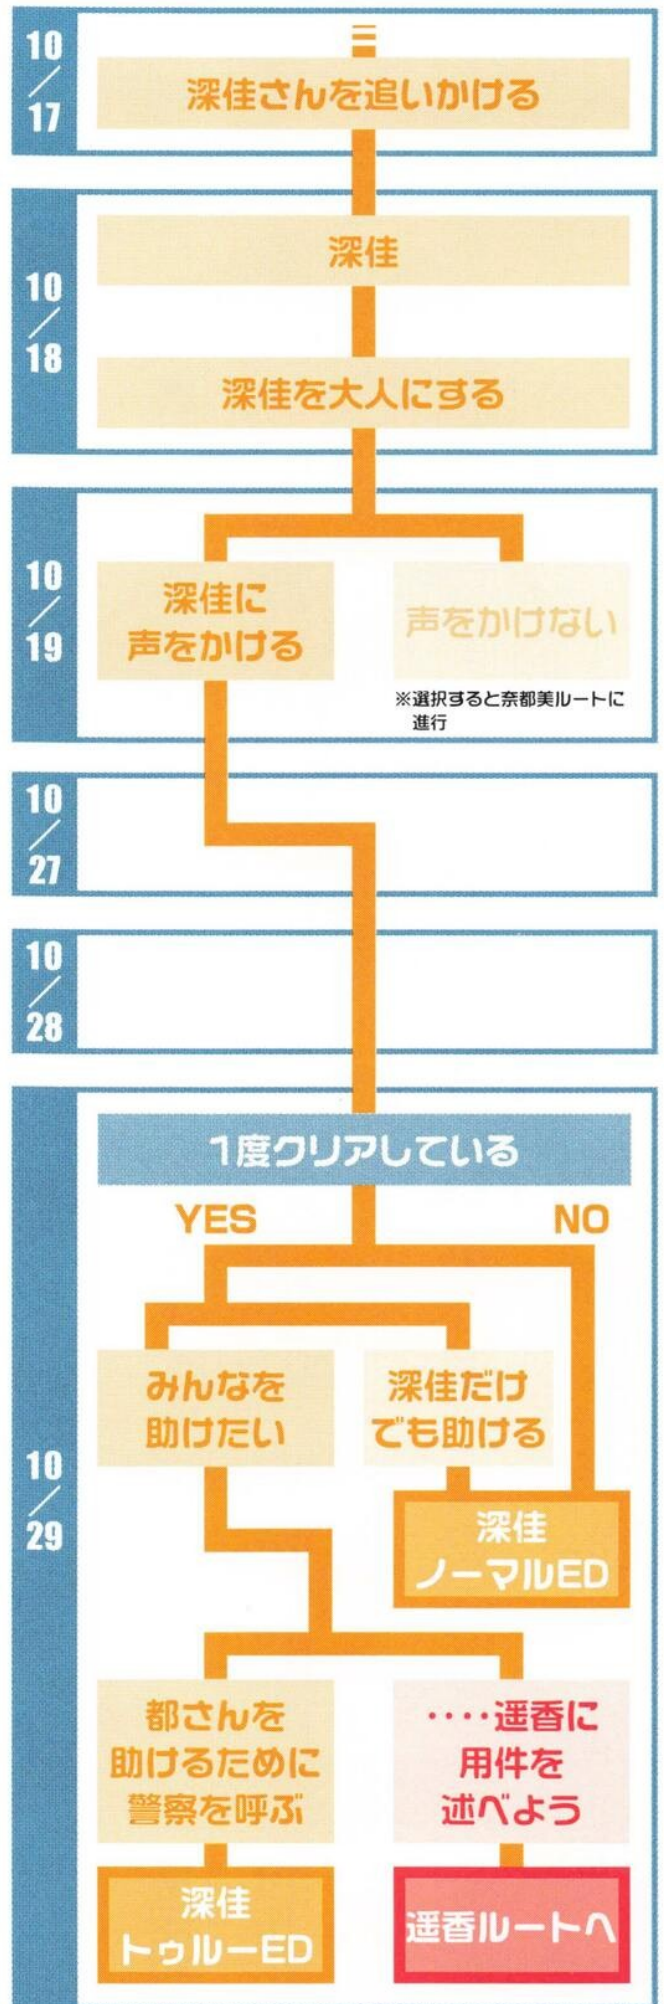 10/17
深佳さんを追いかける
10/18
深佳
深佳を大人にする
10/19
深佳に
声をかける
声をかけない
※選択すると奈都美ルートに
進行
10/27
10/28
10/29
1度クリアしている
YES
NO
みんなを
助けたい
深佳だけ
でも助ける
深佳
ノーマルED
都さんを
助けるために
警察を呼ぶ
‥‥遥香に
用件を
述べよう
深佳
トゥルーED
遥香ルートへ